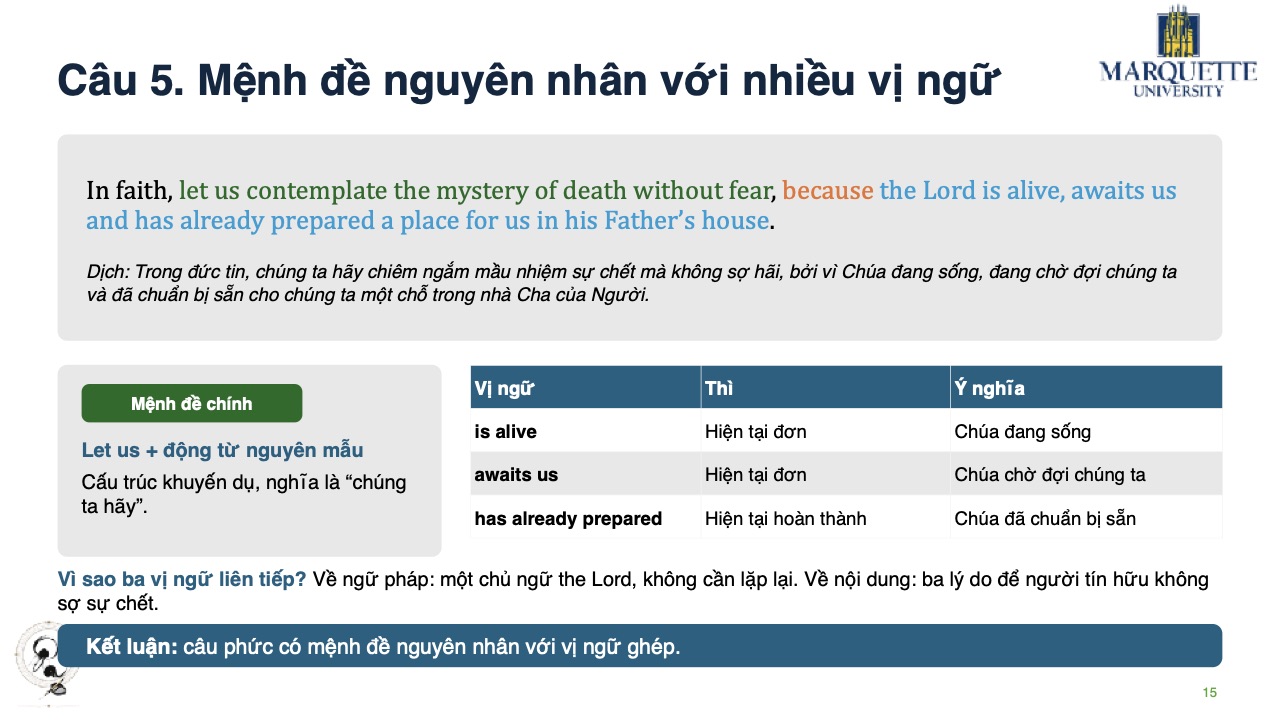 MARQUETTE
UNIVERSITY
Câu 5. Mệnh đề nguyên nhân với nhiều vị ngữ
In faith, let us contemplate the mystery of death without fear, because the Lord is alive, awaits us
and has already prepared a place for us in his Father’s house.
Dịch: Trong đức tin, chúng ta hãy chiêm ngắm mầu nhiệm sự chết mà không sợ hãi, bởi vì Chúa đang sống, đang chờ đợi chúng ta
và đã chuẩn bị sẵn cho chúng ta một chỗ trong nhà Cha của Người.
Mệnh đề chính
Let us + động từ nguyên mẫu
Cấu trúc khuyến dụ, nghĩa là “chúng
ta hãy”.
Vị ngữ Thì Ý nghĩa
is alive Hiện tại đơn Chúa đang sống
awaits us Hiện tại đơn Chúa chờ đợi chúng ta
has already prepared Hiện tại hoàn thành Chúa đã chuẩn bị sẵn
Vì sao ba vị ngữ liên tiếp? Về ngữ pháp: một chủ ngữ the Lord, không cần lặp lại. Về nội dung: ba lý do để người tín hữu không
sợ sự chết.
Kết luận: câu phức có mệnh đề nguyên nhân với vị ngữ ghép.
15